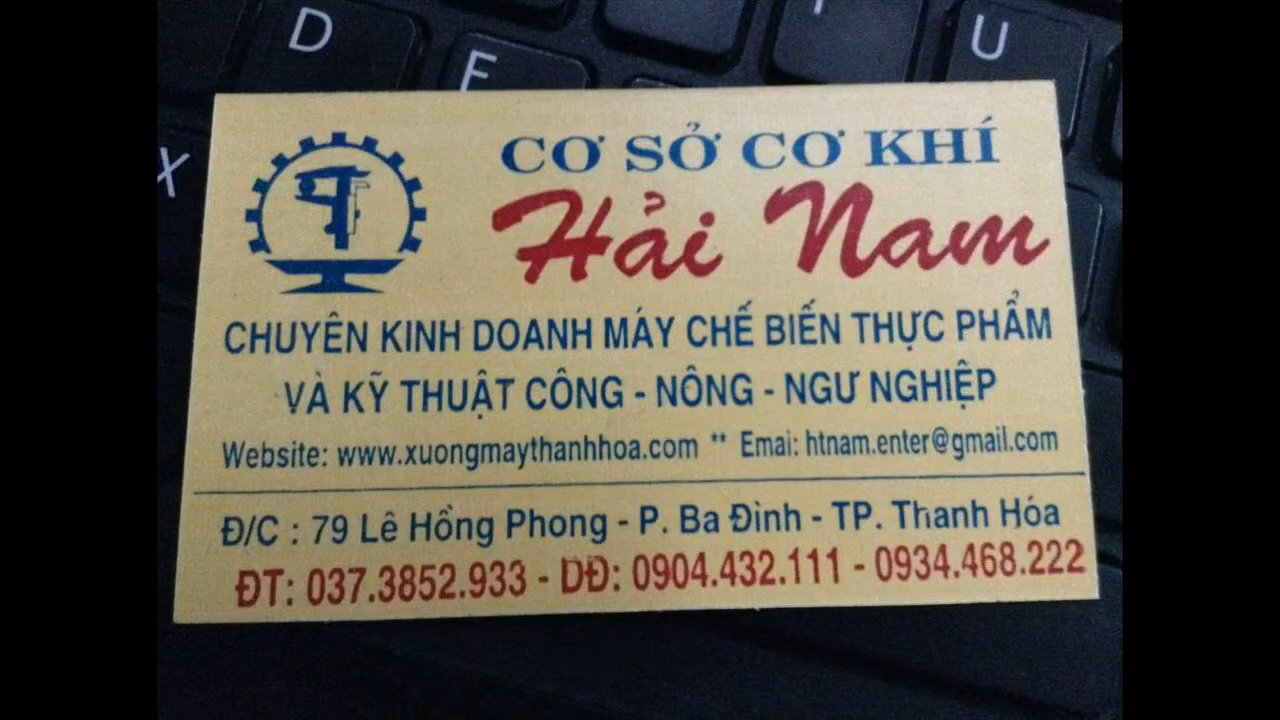 D
F
U
X
CƠ SỞ CƠ KHÍ
Hải Nam
CHUYÊN KINH DOANH MÁY CHẾ BIẾN THỰC PHẨM
VÀ KỸ THUẬT CÔNG - NÔNG - NGƯ NGHIỆP
Website: www.xuongmaythanhhoa.com ** Emai: htnam.enter@gmail.com
Đ/C : 79 Lê Hồng Phong - P. Ba Đình - TP. Thanh Hóa
ĐT: 037.3852.933 - DĐ: 0904.432.111 - 0934.468.222